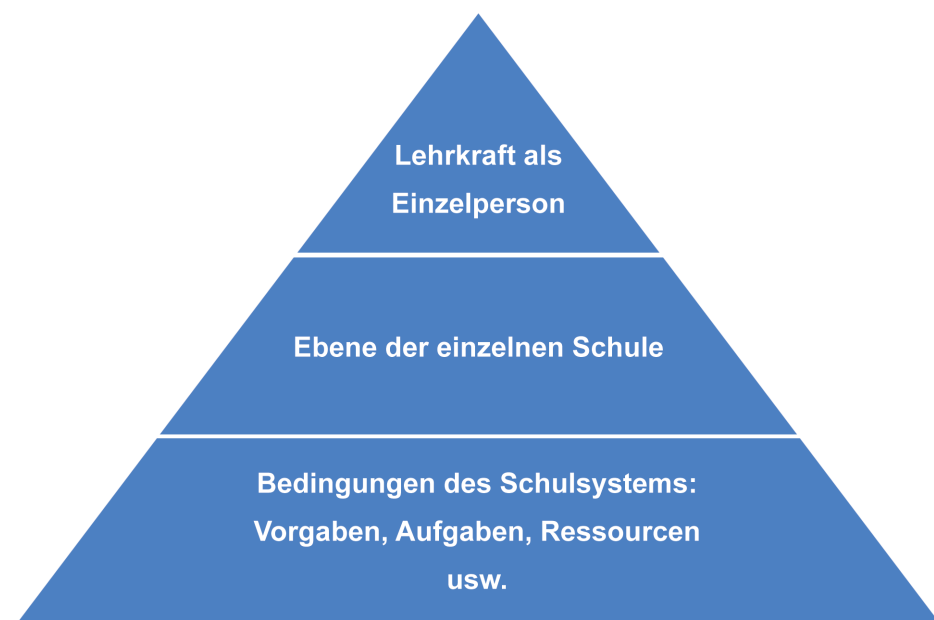 Lehrkraft als
Einzelperson
Ebene der einzelnen Schule
Bedingungen des Schulsystems:
Vorgaben, Aufgaben, Ressourcen
usw.